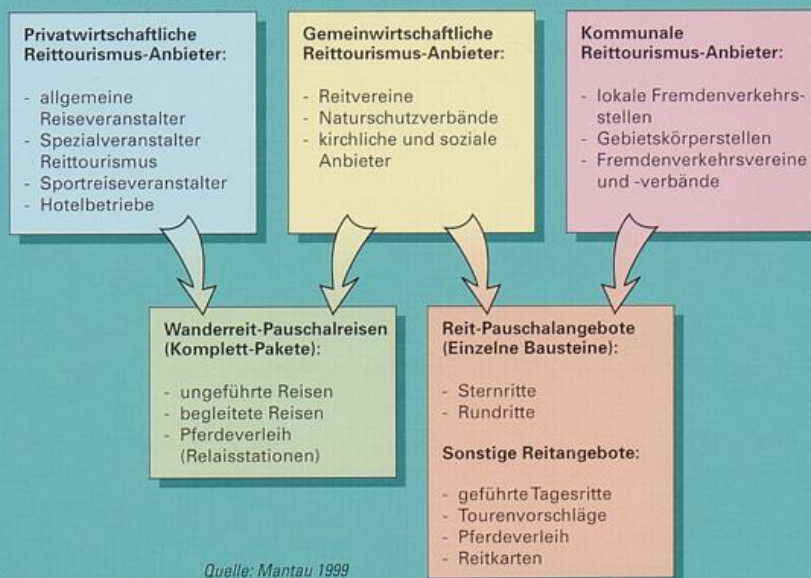 Privatwirtschaftliche
Reittourismus-Anbieter:
- allgemeine
Reiseveranstalter
- Spezialveranstalter
Reittourismus
- Sportreiseveranstalter
- Hotelbetriebe
Gemeinwirtschaftliche
Reittourismus-Anbieter:
- Reitvereine
- Naturschutzverbände
- kirchliche und soziale
Anbieter
Kommunale
Reittourismus-Anbieter:
- lokale Fremdenverkehrs-
stellen
- Gebietskörperstellen
- Fremdenverkehrsvereine
und -verbände
Wanderreit-Pauschalreisen
(Komplett-Pakete):
- ungeführte Reisen
- begleitete Reisen
- Pferdeverleih
(Relaisstationen)
Reit-Pauschalangebote
(Einzelne Bausteine):
- Sternritte
- Rundritte
Sonstige Reitangebote:
- geführte Tagesritte
- Tourenvorschläge
- Pferdeverleih
- Reitkarten
Quelle: Mantau 1999